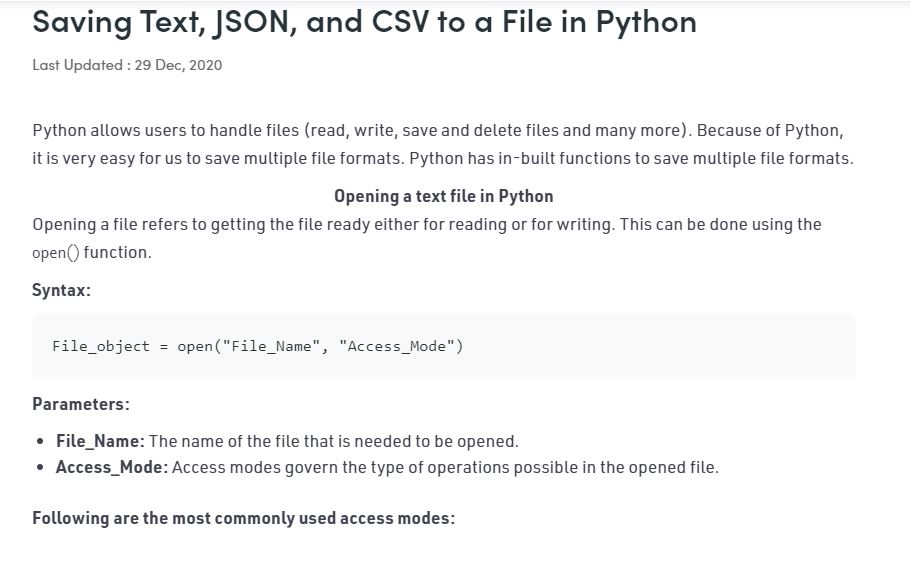 Saving Text, JSON, and CSV to a File in Python
Last Updated : 29 Dec, 2020
Python allows users to handle files (read, write, save and delete files and many more). Because of Python,
it is very easy for us to save multiple file formats. Python has in-built functions to save multiple file formats.
Opening a text file in Python
Opening a file refers to getting the file ready either for reading or for writing. This can be done using the
open() function.
Syntax:
File_object = open("File_Name", "Access_Mode")
Parameters:
• File_Name: The name of the file that is needed to be opened.
• Access_Mode: Access modes govern the type of operations possible in the opened file.
Following are the most commonly used access modes: